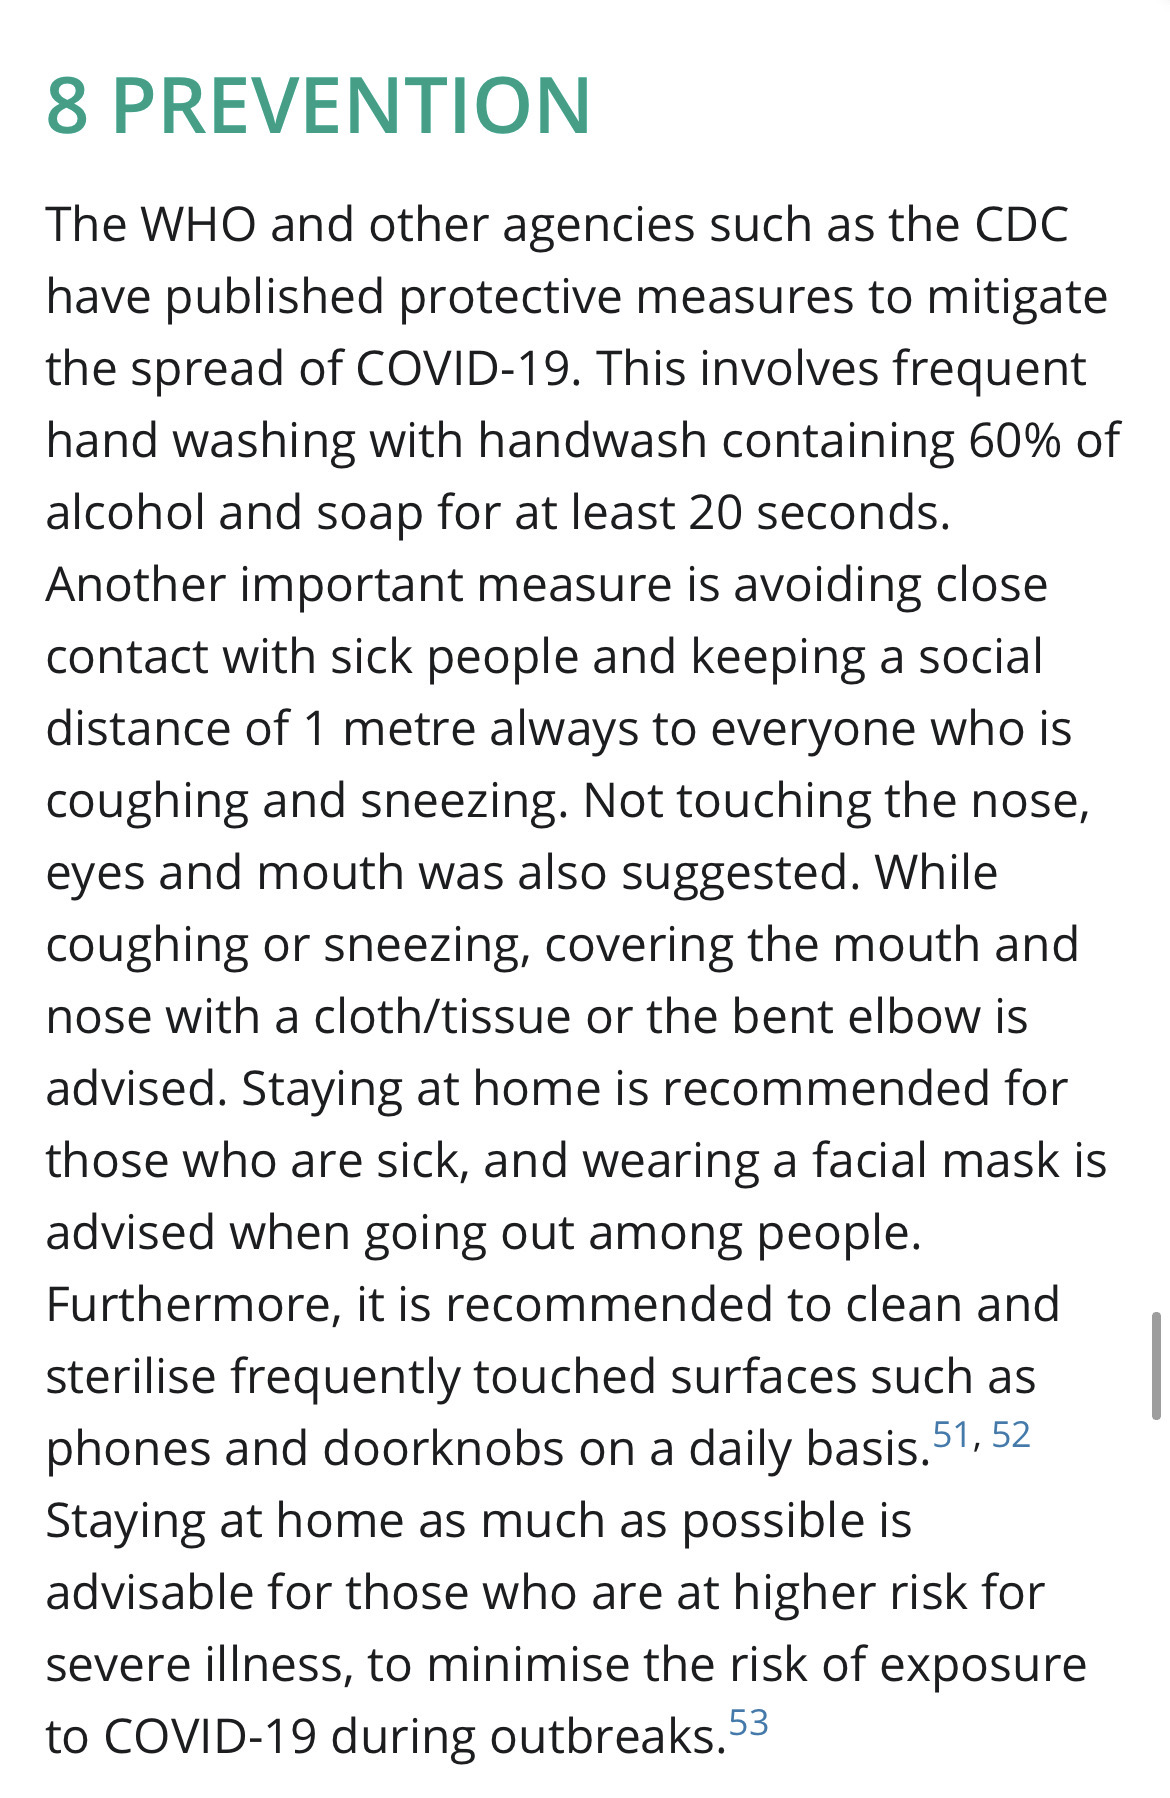 8 PREVENTION
The WHO and other agencies such as the CDC
have published protective measures to mitigate
the spread of COVID-19. This involves frequent
hand washing with handwash containing 60% of
alcohol and soap for at least 20 seconds.
Another important measure is avoiding close
contact with sick people and keeping a social
distance of 1 metre always to everyone who is
coughing and sneezing. Not touching the nose,
eyes and mouth was also suggested. While
coughing or sneezing, covering the mouth and
nose with a cloth/tissue or the bent elbow is
advised. Staying at home is recommended for
those who are sick, and wearing a facial mask is
advised when going out among people.
Furthermore, it is recommended to clean and
sterilise frequently touched surfaces such as
phones and doorknobs on a daily basis.51, 52
Staying at home as much as possible is
advisable for those who are at higher risk for
severe illness, to minimise the risk of exposure
to COVID-19 during outbreaks.53